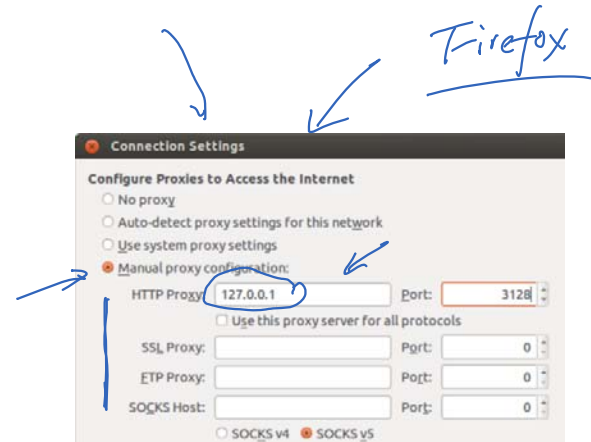 Firefox
Connection Settings
Configure Proxies to Access the Internet
No proxy
Auto-detect proxy settings for this network
Use system proxy settings
Manual proxy configuration:
HTTP Proxy: 127.0.0.1 Port: 3128
Use this proxy server for all protocols
SSL Proxy: Port: 0
FTP Proxy: Port: 0
SOCKS Host: Port: 0
SOCKS v4 SOCKS v5